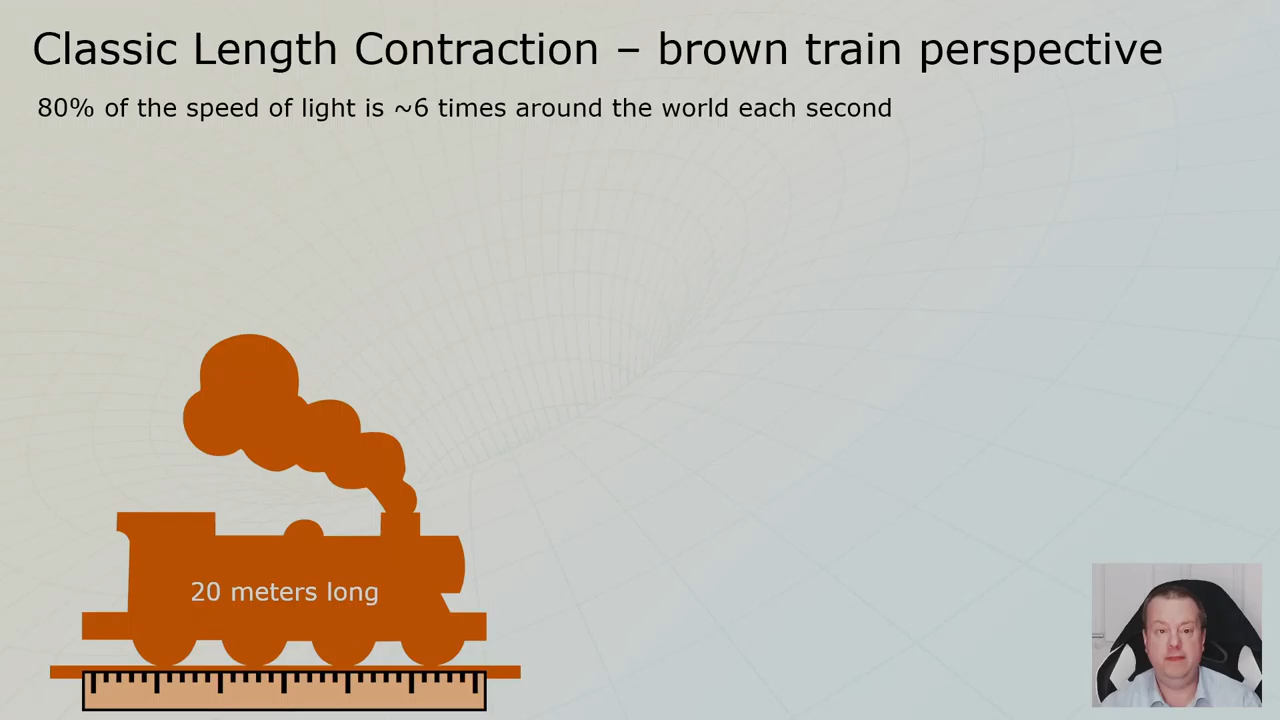 Classic Length Contraction – brown train perspective
80% of the speed of light is ~6 times around the world each second
20 meters long